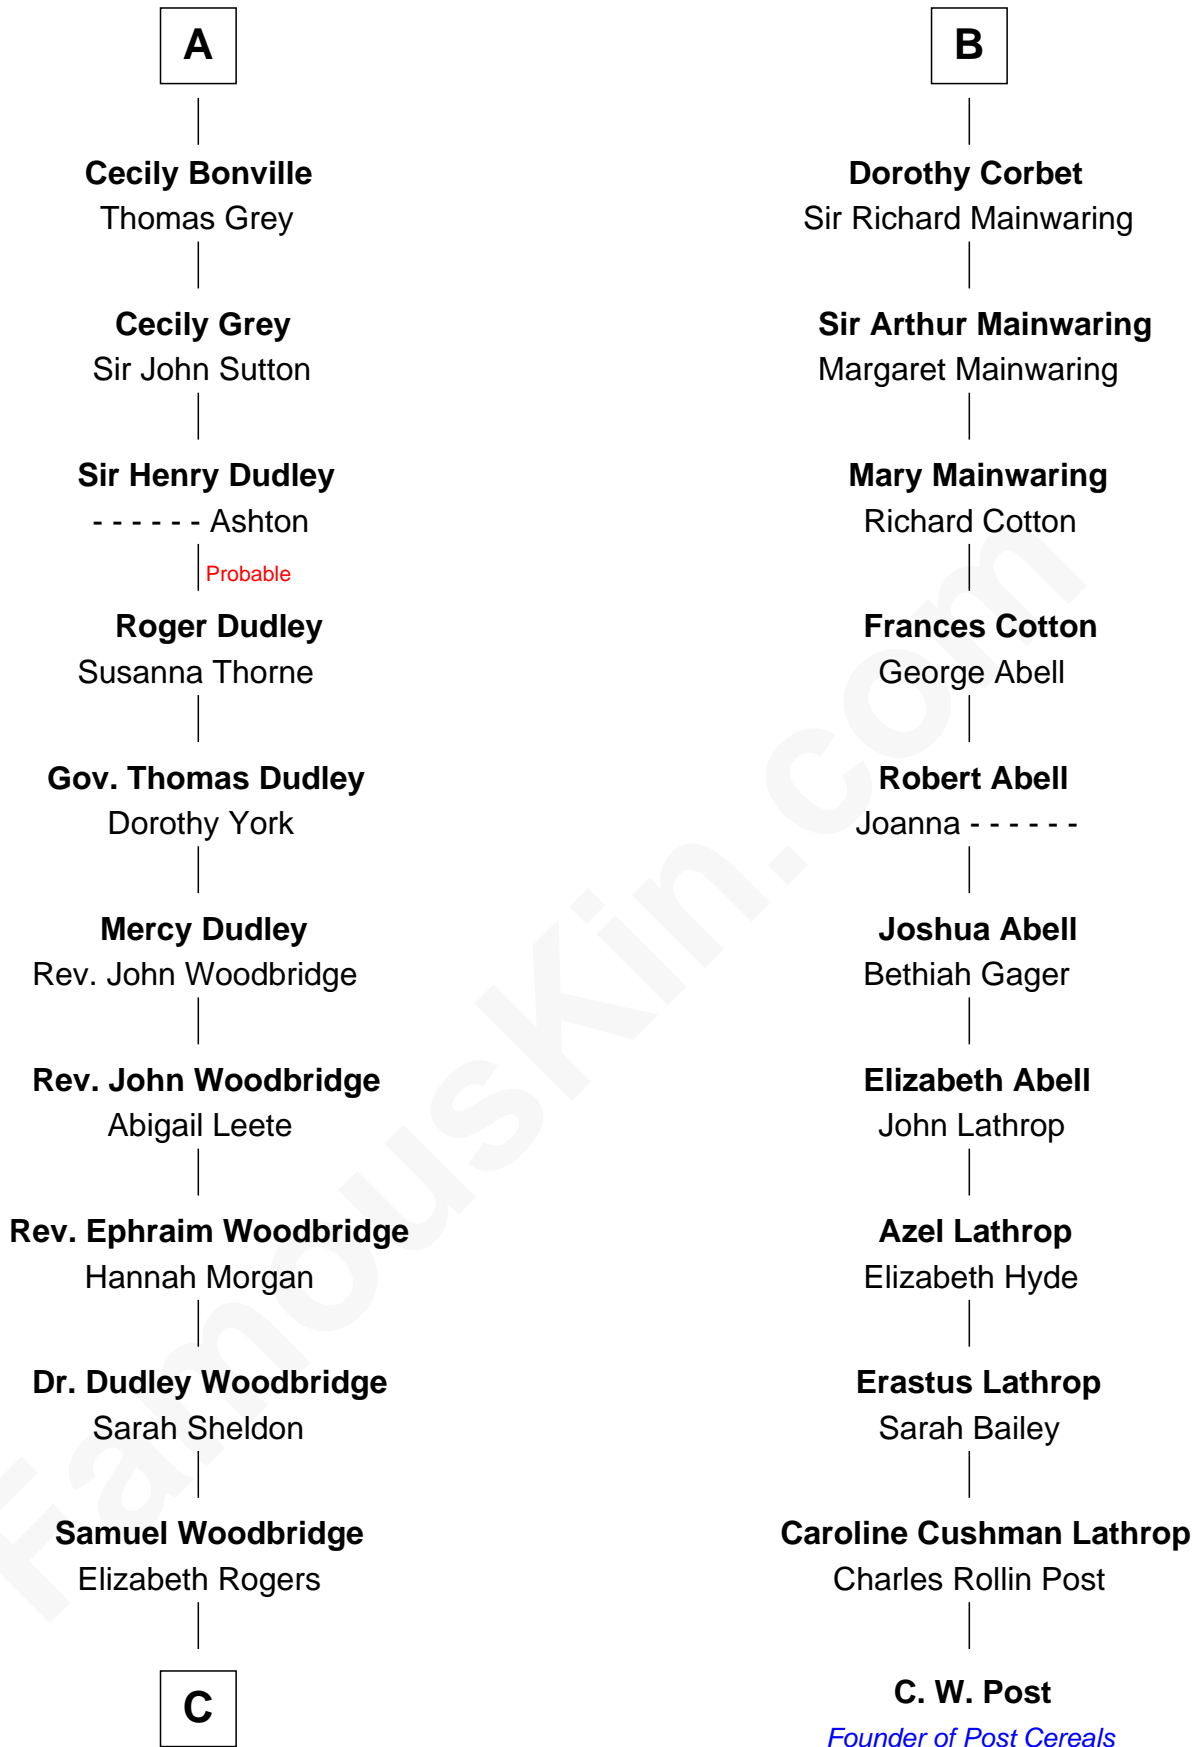 A
Cecily Bonville
Thomas Grey
Cecily Grey
Sir John Sutton
Sir Henry Dudley
- - - - - - Ashton
Probable
Roger Dudley
Susanna Thorne
Gov. Thomas Dudley
Dorothy York
Mercy Dudley
Rev. John Woodbridge
Rev. John Woodbridge
Abigail Leete
Rev. Ephraim Woodbridge
Hannah Morgan
Dr. Dudley Woodbridge
Sarah Sheldon
Samuel Woodbridge
Elizabeth Rogers
C
B
Dorothy Corbet
Sir Richard Mainwaring
Sir Arthur Mainwaring
Margaret Mainwaring
Mary Mainwaring
Richard Cotton
Frances Cotton
George Abell
Robert Abell
Joanna - - - - - -
Joshua Abell
Bethiah Gager
Elizabeth Abell
John Lathrop
Azel Lathrop
Elizabeth Hyde
Erastus Lathrop
Sarah Bailey
Caroline Cushman Lathrop
Charles Rollin Post
C. W. Post
Founder of Post Cereals
FamousKin.com